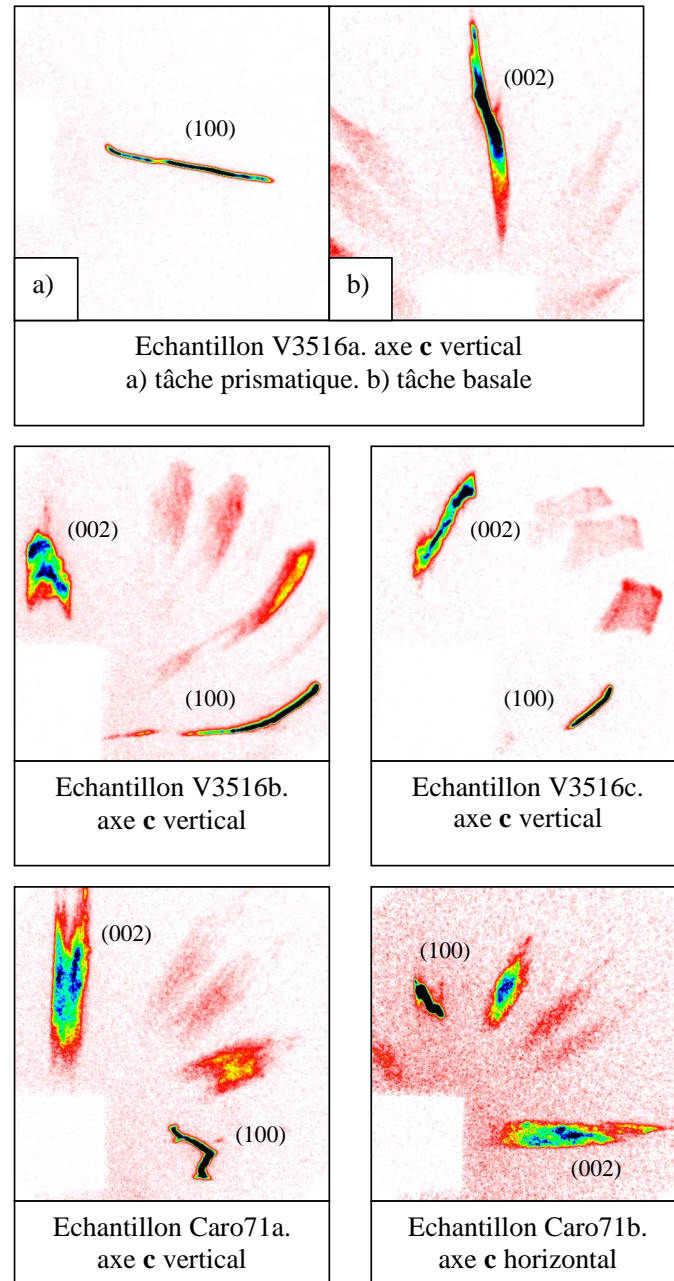 (100)
(002)
a)
b)
Echantillon V3516a. axe c vertical
a) tâche prismatique. b) tâche basale
(002)
(100)
Echantillon V3516b.
axe c vertical
(002)
(100)
Echantillon V3516c.
axe c vertical
(002)
(100)
Echantillon Caro71a.
axe c vertical
(100)
(002)
Echantillon Caro71b.
axe c horizontal